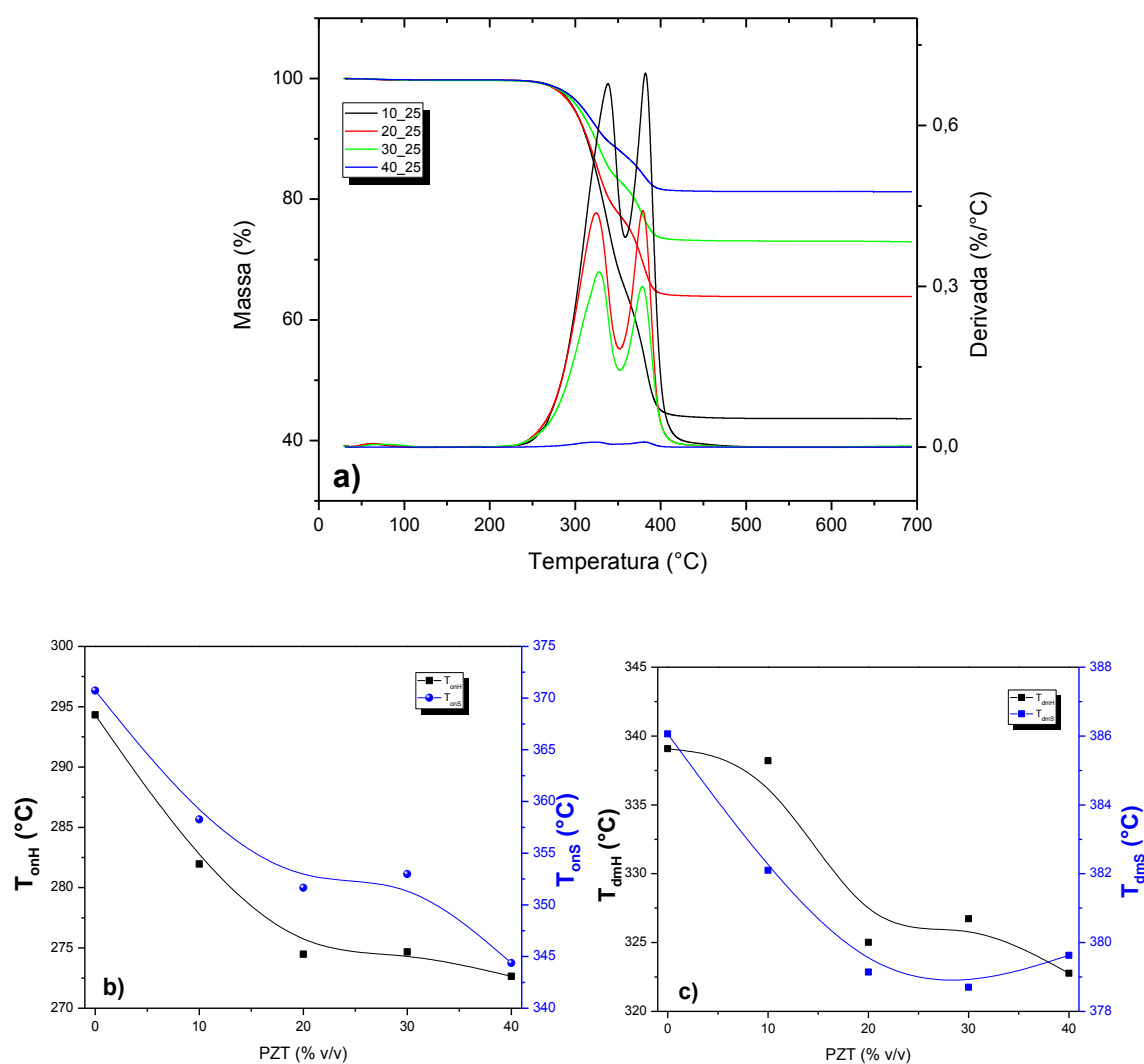 100
80
60
40
Massa (%)
10_25
20_25
30_25
40_25
0,6
0,3
0,0
Derivada (%/°C)
a)
0 100 200 300 400 500 600 700
Temperatura (°C)
300
295
290
285
280
275
270
T_onH (°C)
T_onH
T_onS
375
370
365
360
355
350
345
340
T_onS (°C)
b)
0 10 20 30 40
PZT (% v/v)
345
340
335
330
325
320
T_dmH (°C)
T_dmH
T_dmS
388
386
384
382
380
378
T_dmS (°C)
c)
0 10 20 30 40
PZT (% v/v)